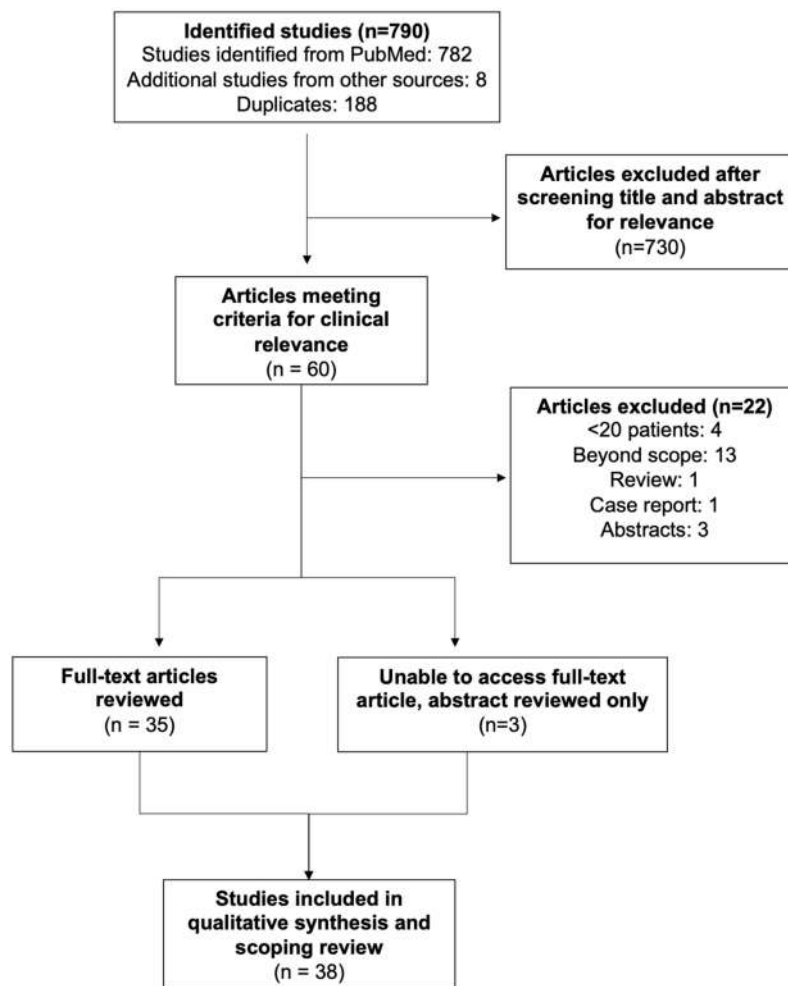 Identified studies (n=790)
Studies identified from PubMed: 782
Additional studies from other sources: 8
Duplicates: 188
Articles excluded after
screening title and abstract
for relevance
(n=730)
Articles meeting
criteria for clinical
relevance
(n = 60)
Articles excluded (n=22)
<20 patients: 4
Beyond scope: 13
Review: 1
Case report: 1
Abstracts: 3
Full-text articles
reviewed
(n = 35)
Unable to access full-text
article, abstract reviewed only
(n=3)
Studies included in
qualitative synthesis and
scoping review
(n = 38)